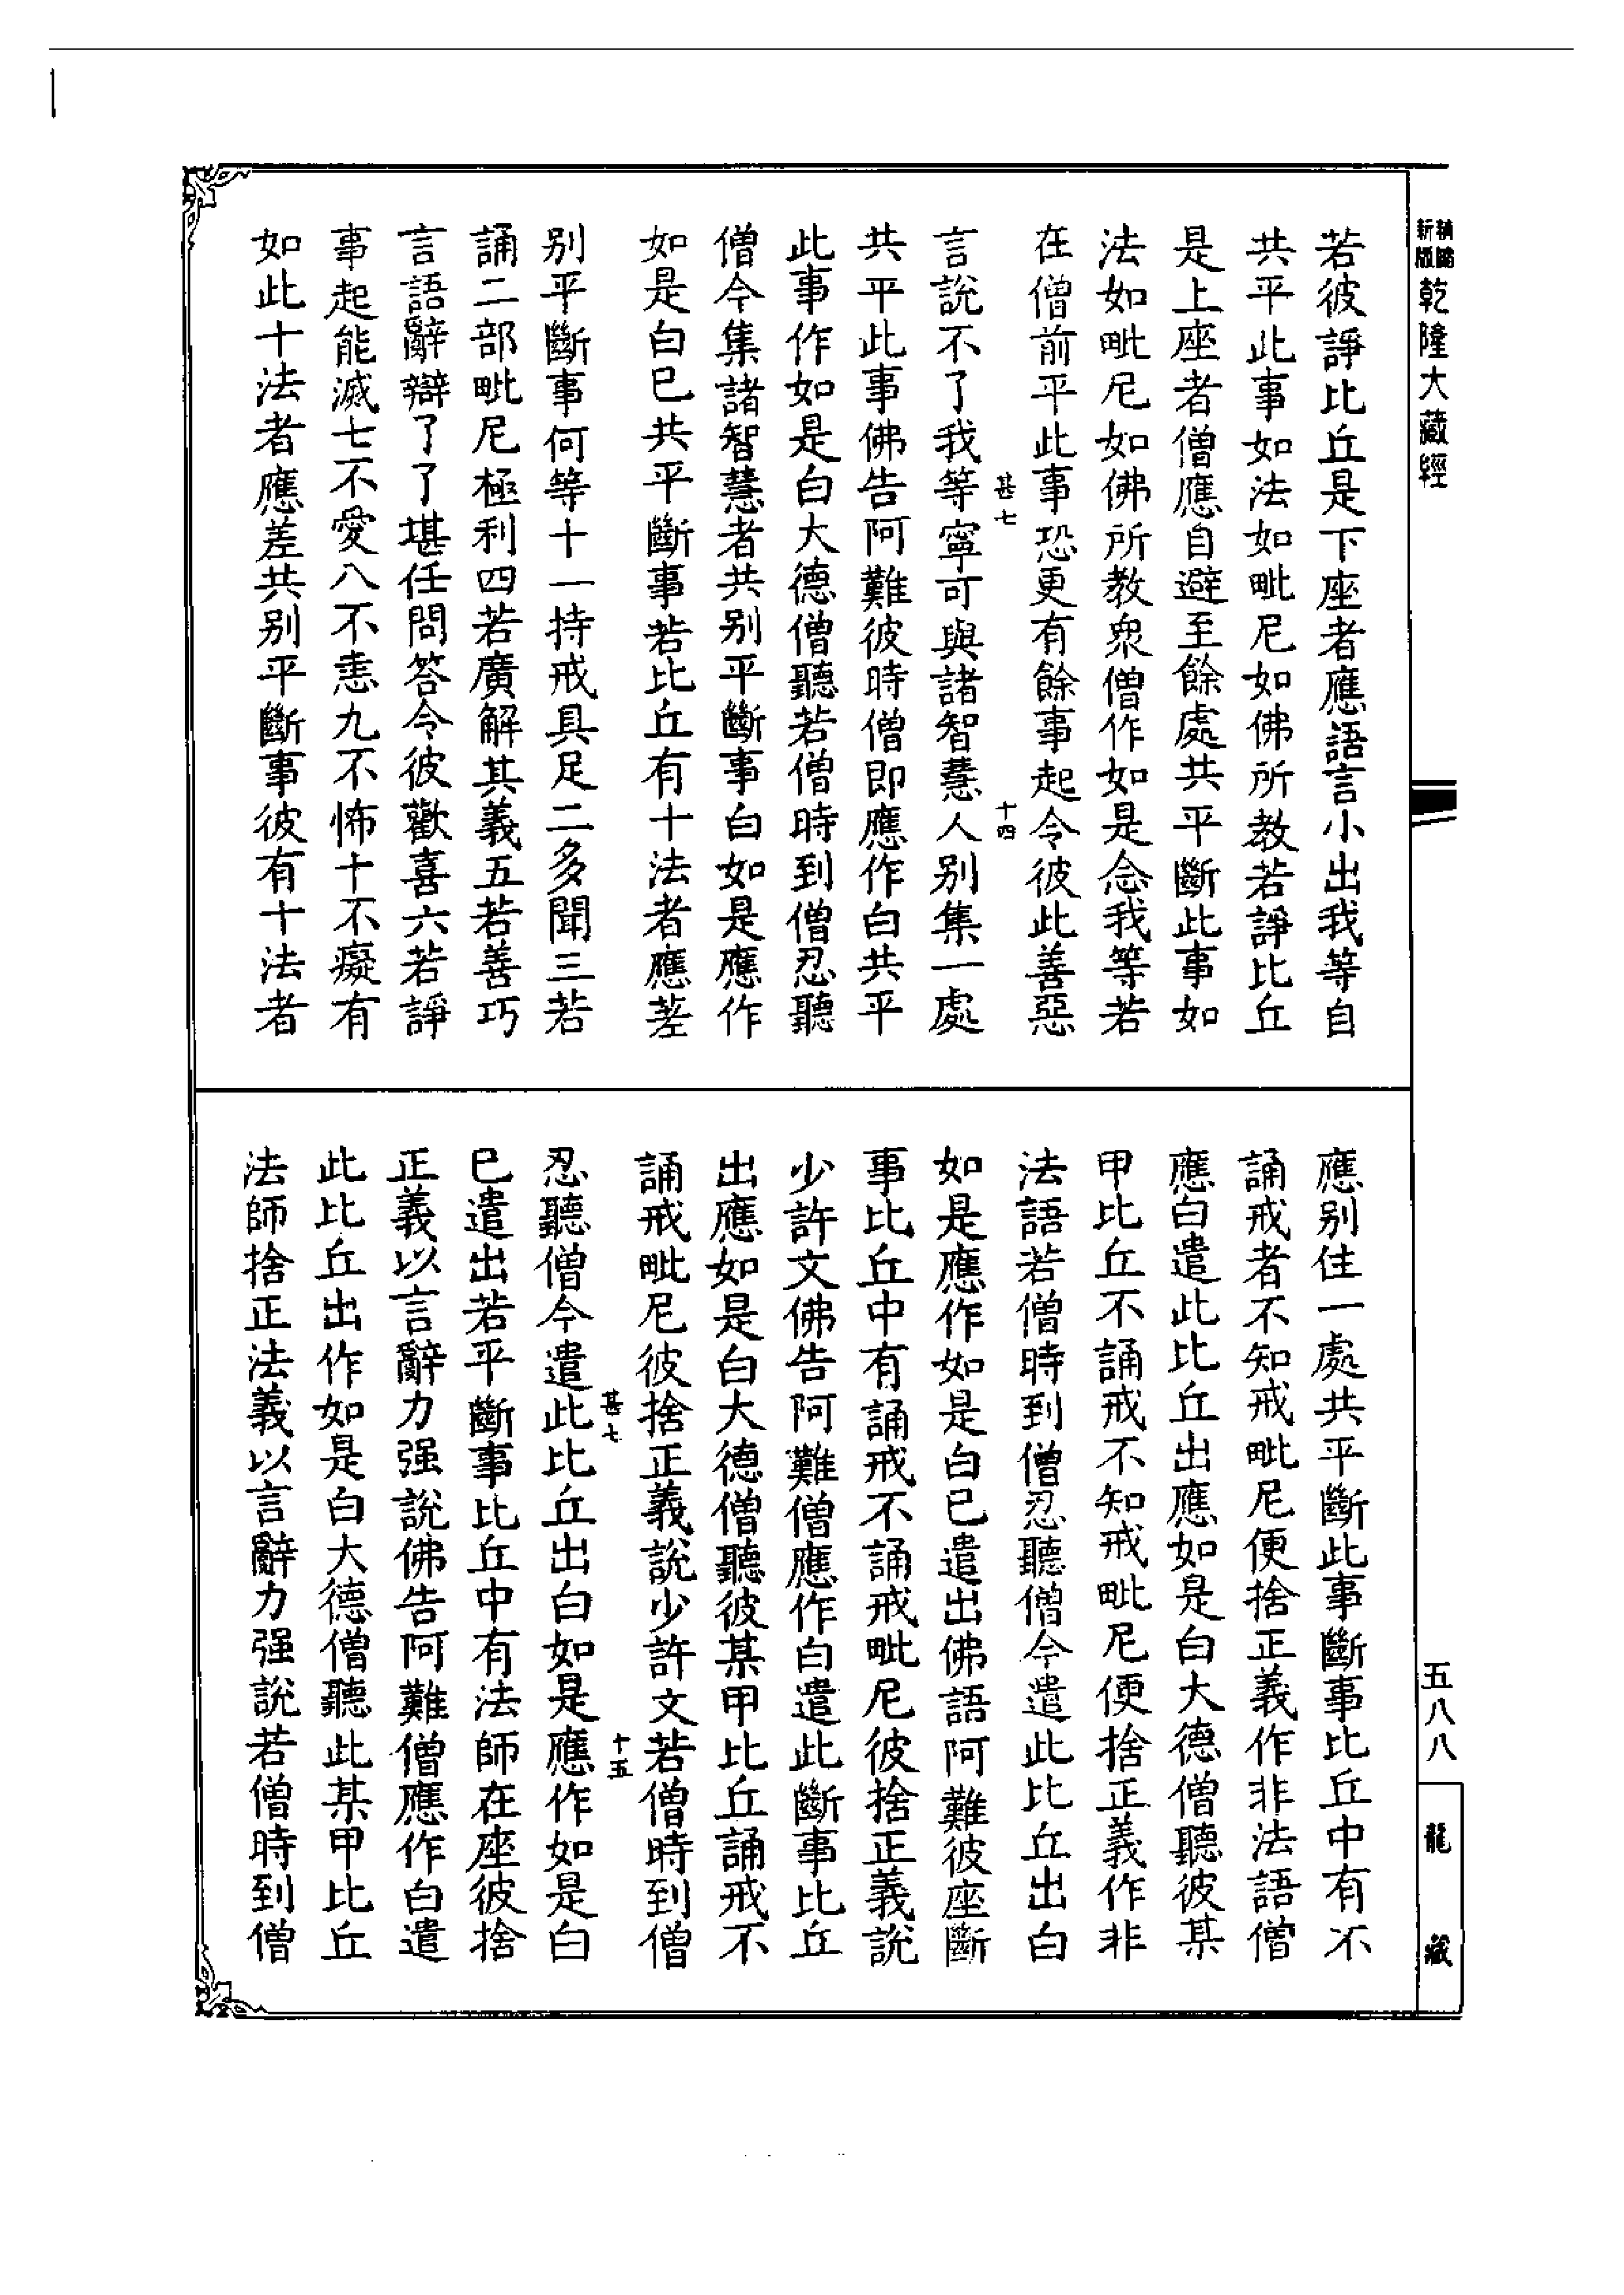 新版
乾隆大藏經
若彼諍比丘是下座者應語言小出我等自
共平此事如法如毗尼如佛所教若諍比丘
是上座者僧應自避至餘處共平斷此事如
法如毗尼如佛所教衆僧作如是念我等若
在僧前平此事恐更有餘事起令彼此善惡
甚七
十四
言說不了我等寧可與諸智慧人別集一處
共平此事佛告阿難彼時僧即應作白共平
此事作如是白大德僧聽若僧時到僧忍聽
僧今集諸智慧者共別平斷事白如是應作
如是白已共平斷事若比丘有十法者應差
別平斷事何等十一持戒具足二多聞三若
誦二部毗尼極利四若廣解其義五若善巧
言語辭辯了了堪任問答令彼歡喜六若諍
事起能滅七不愛八不恚九不怖十不癡有
如此十法者應差共別平斷事彼有十法者
應別住一處共平斷此事斷事比丘中有不
誦戒者不知戒毗尼便捨正義作非法語僧
應白遣此比丘出應如是白大德僧聽彼某
甲比丘不誦戒不知戒毗尼便捨正義作非
法語若僧時到僧忍聽僧今遣此比丘出白
如是應作如是白已遣出佛語阿難彼座斷
事比丘中有誦戒不誦戒毗尼彼捨正義說
少許文佛告阿難僧應作白遣此斷事比丘
出應如是白大德僧聽彼某甲比丘誦戒不
誦戒毗尼彼捨正義說少許文若僧時到僧
甚七
十五
忍聽僧今遣此比丘出白如是應作如是白
已遣出若平斷事比丘中有法師在座彼捨
正義以言辭力强說佛告阿難僧應作白遣
此比丘出作如是白大德僧聽此某甲比丘
法師捨正法義以言辭力强說若僧時到僧
五八八
龍藏